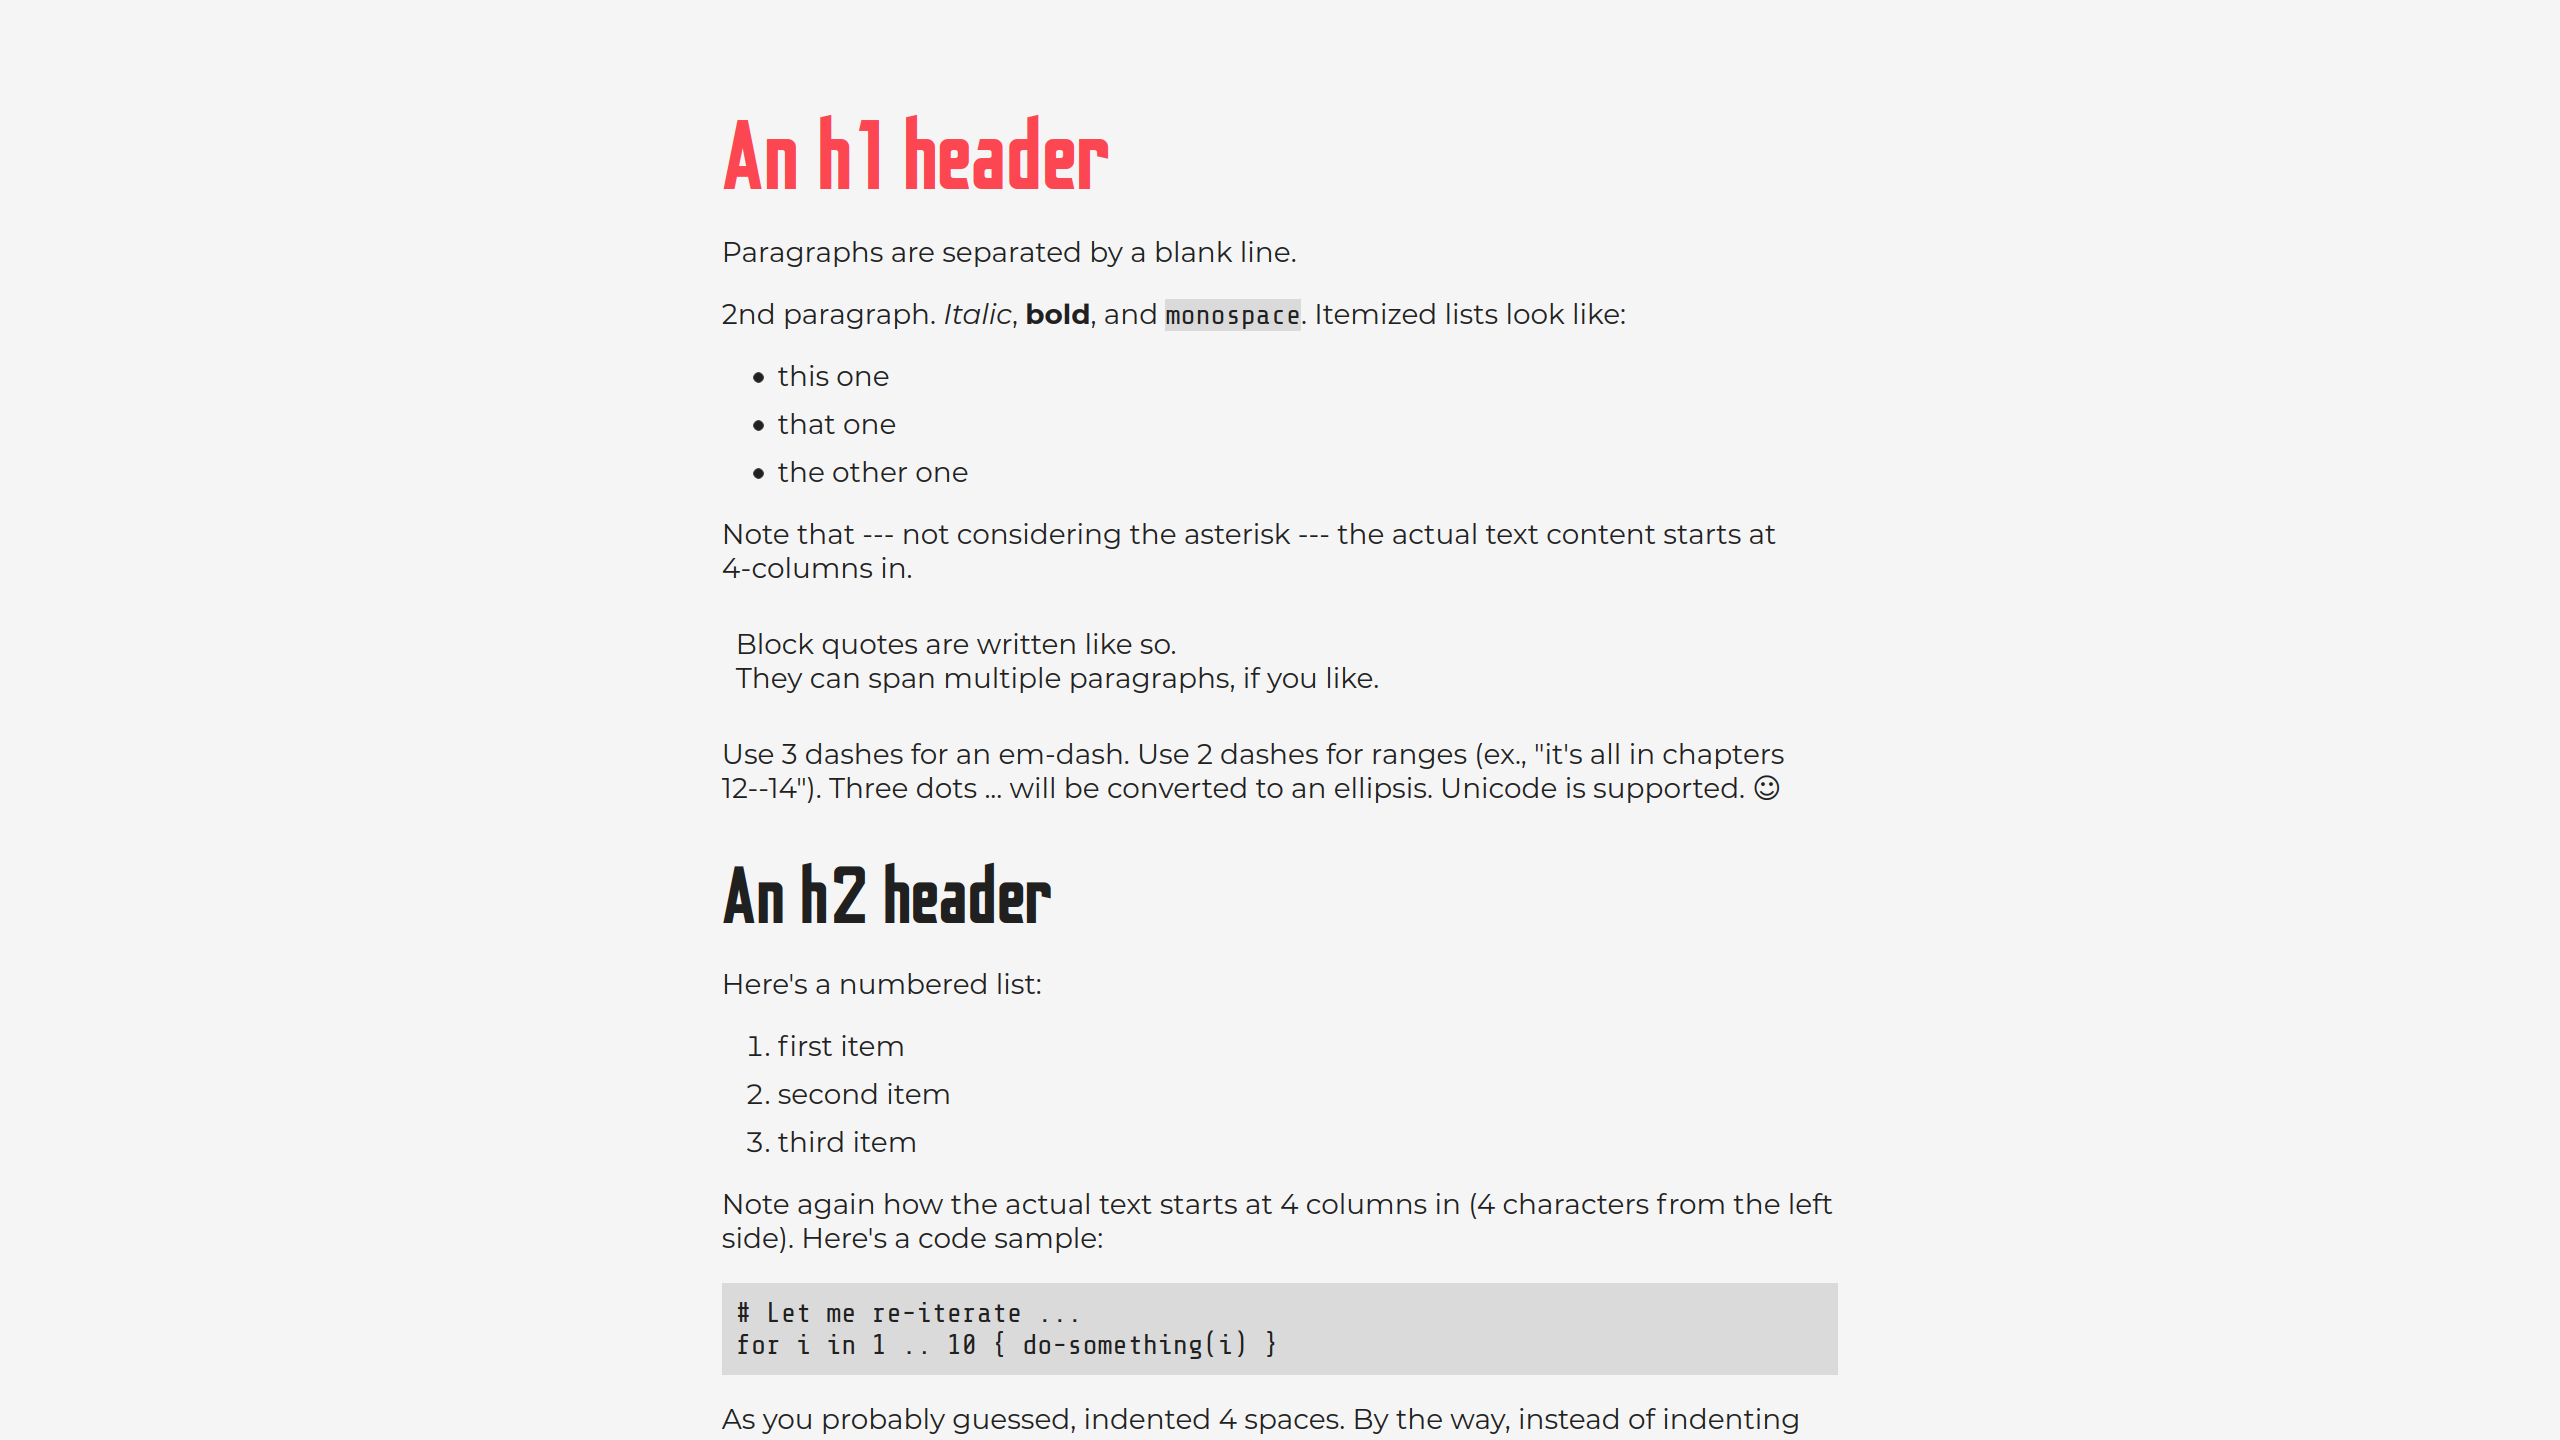 An h1 header
Paragraphs are separated by a blank line.
2nd paragraph. Italic, bold, and monospace. Itemized lists look like:
• this one
• that one
• the other one
Note that --- not considering the asterisk --- the actual text content starts at
4-columns in.
Block quotes are written like so.
They can span multiple paragraphs, if you like.
Use 3 dashes for an em-dash. Use 2 dashes for ranges (ex., "it's all in chapters
12--14"). Three dots ... will be converted to an ellipsis. Unicode is supported. ☺
An h2 header
Here's a numbered list:
1. first item
2. second item
3. third item
Note again how the actual text starts at 4 columns in (4 characters from the left
side). Here's a code sample:
# Let me re-iterate ...
for i in 1 .. 10 { do-something(i) }
As you probably guessed, indented 4 spaces. By the way, instead of indenting